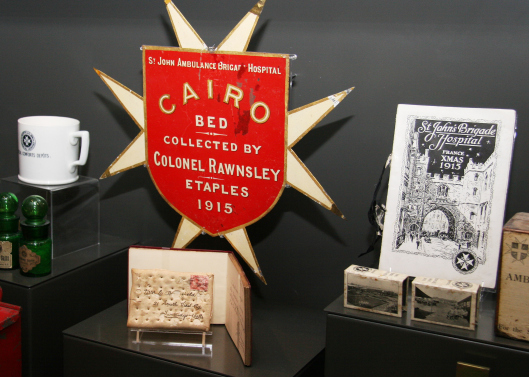 St John Ambulance Brigade Hospital
CAIRO
BED
COLLECTED BY
COLONEL RAWNSLEY
ETAPLES
1915
St John's Brigade
Hospital
FRANCE
XMAS
1915
AMB